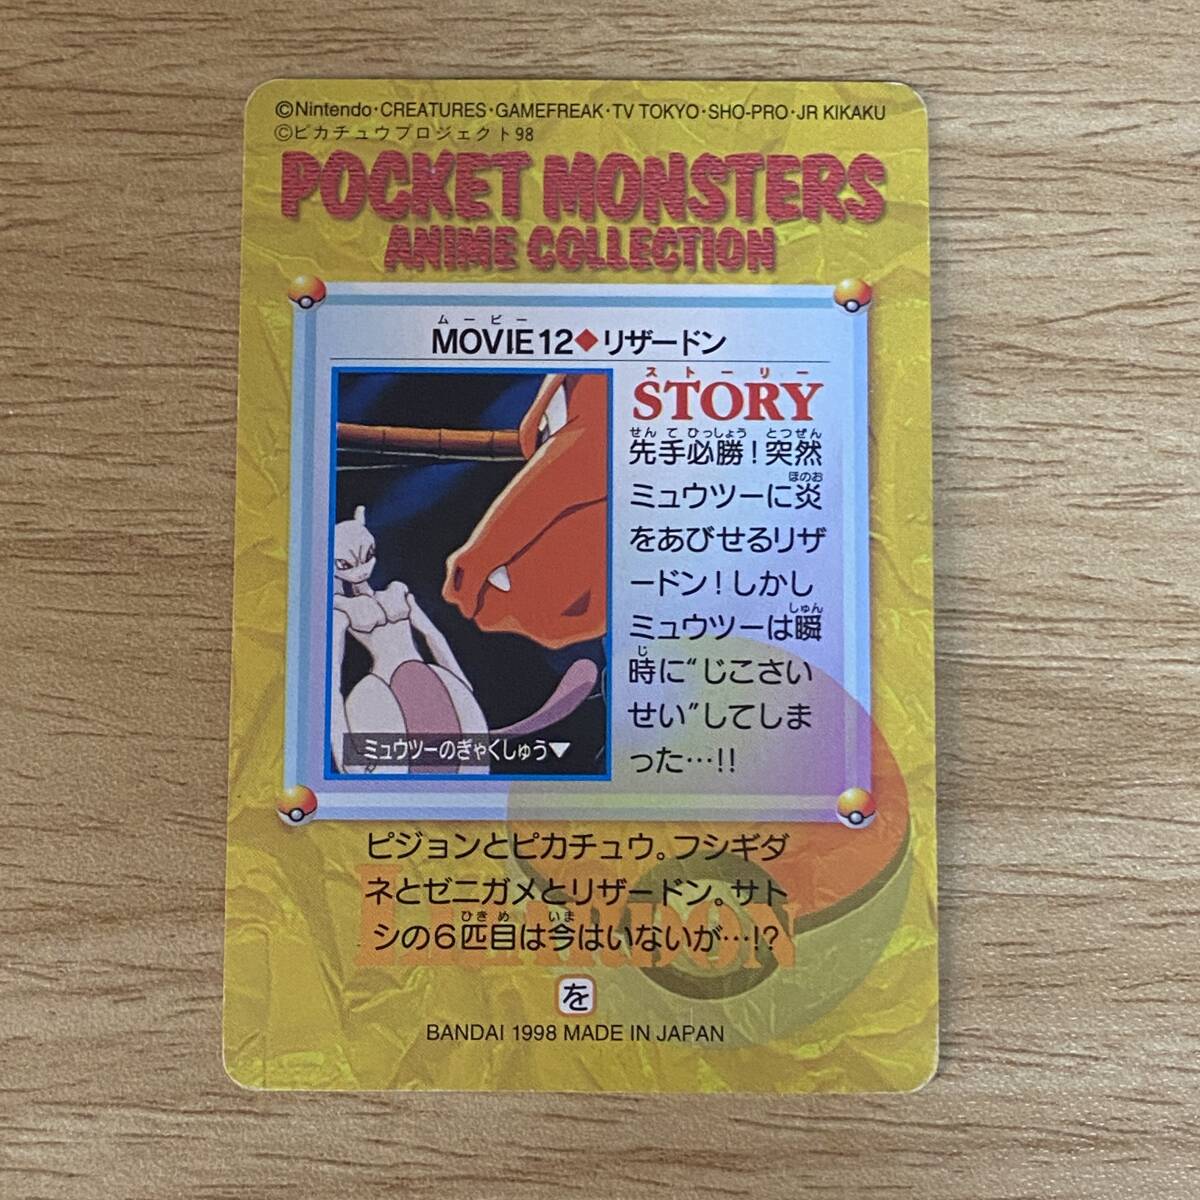 ©Nintendo・CREATURES・GAMEFREAK・TV TOKYO・SHO-PRO・JR KIKAKU
©ピカチュウプロジェクト98
POCKET MONSTERS
ANIME COLLECTION
ムービー
MOVIE12◆リザードン
ストーリー
STORY
せんてひっしょう とつぜん
先手必勝!突然
ほのお
ミュウツーに炎
をあびせるリザ
ードン!しかし
しゅん
ミュウツーは瞬
じ
時に“じこさい
せい”してしま
った…!!
ミュウツーのぎゃくしゅう▼
ピジョンとピカチュウ。フシギダ
ネとゼニガメとリザードン。サト
ひきめ いま
シの6匹目は今はいないが…!?
LIZARDON
を
BANDAI 1998 MADE IN JAPAN